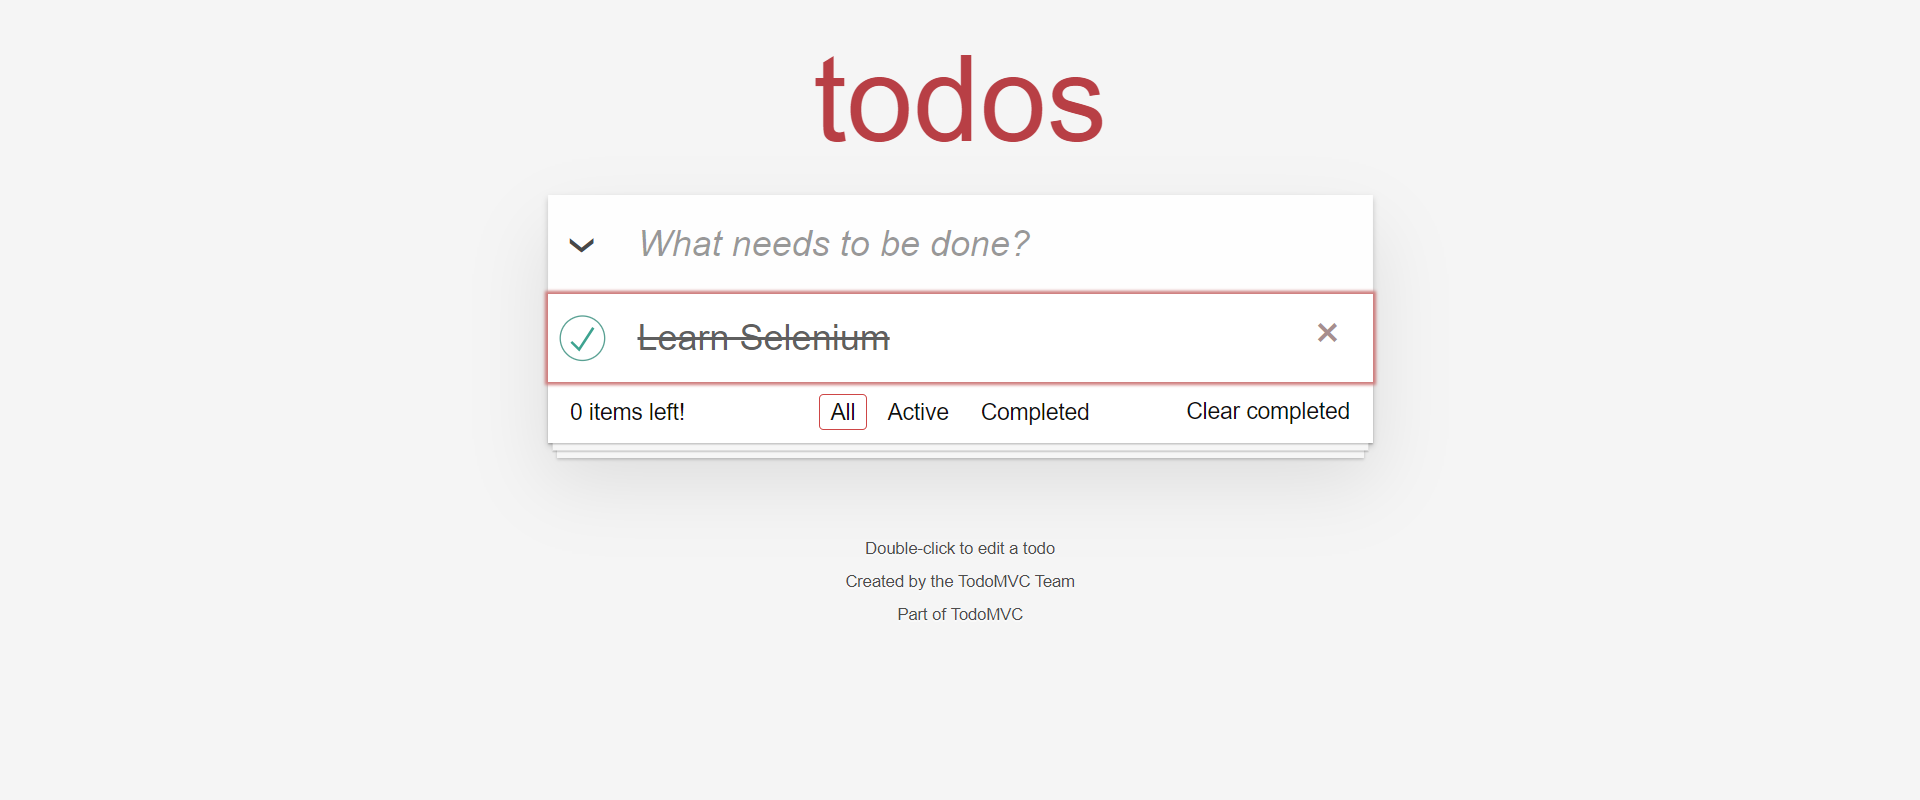 todos
What needs to be done?
Learn Selenium
0 items left!
All
Active
Completed
Clear completed
Double-click to edit a todo
Created by the TodoMVC Team
Part of TodoMVC